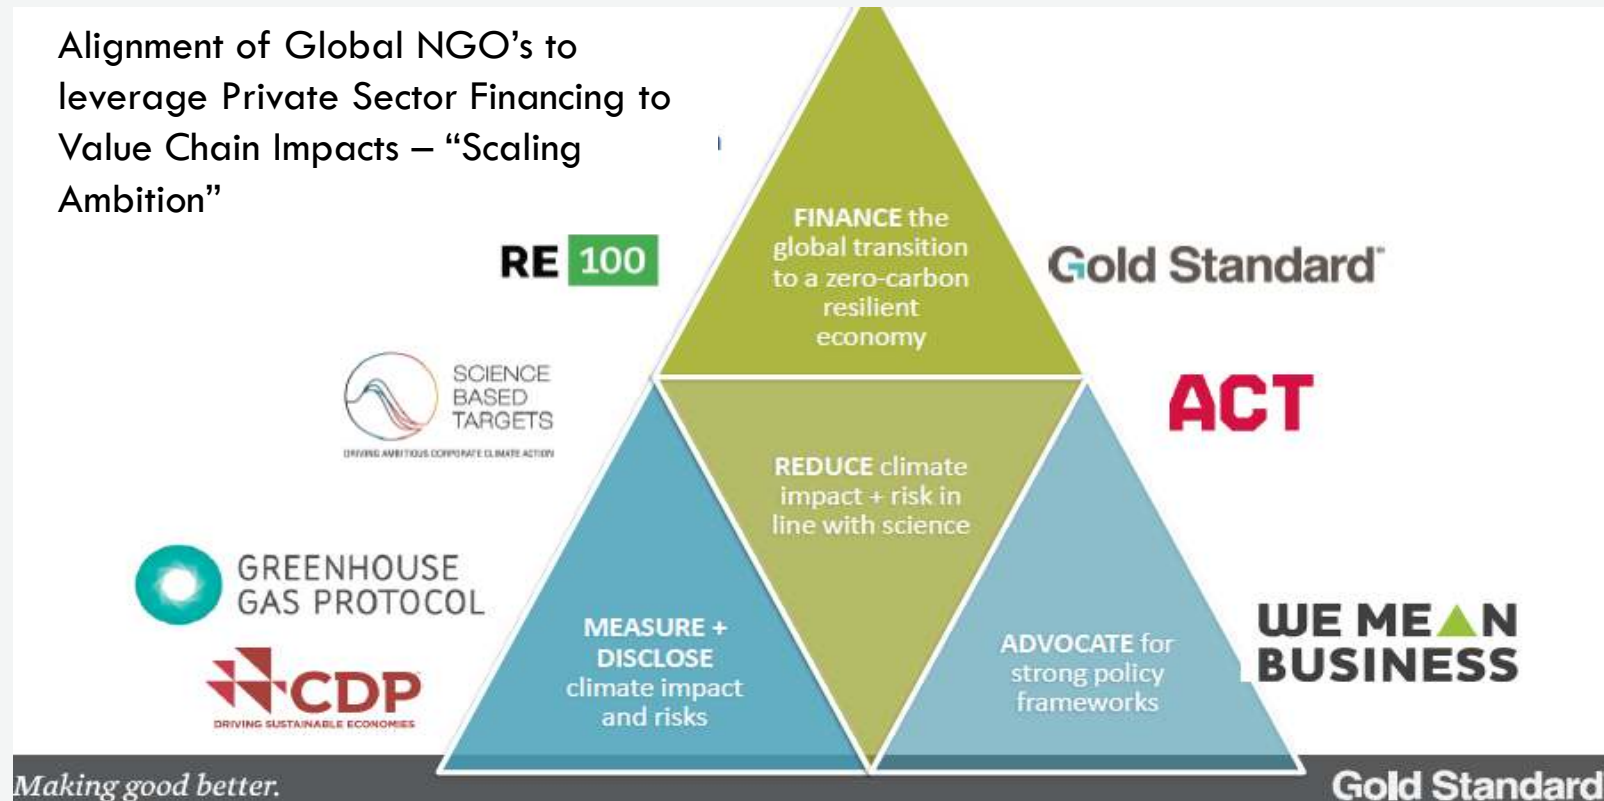 Alignment of Global NGO’s to
leverage Private Sector Financing to
Value Chain Impacts – “Scaling
Ambition”
FINANCE the
global transition
to a zero-carbon
resilient
economy
RE 100
Gold Standard
SCIENCE
BASED
TARGETS
DRIVING AMBITIOUS CORPORATE CLIMATE ACTION
ACT
REDUCE climate
impact + risk in
line with science
GREENHOUSE
GAS PROTOCOL
CDP
DRIVING SUSTAINABLE ECONOMIES
MEASURE +
DISCLOSE
climate impact
and risks
ADVOCATE for
strong policy
frameworks
WE MEAN
BUSINESS
Making good better.
Gold Standard